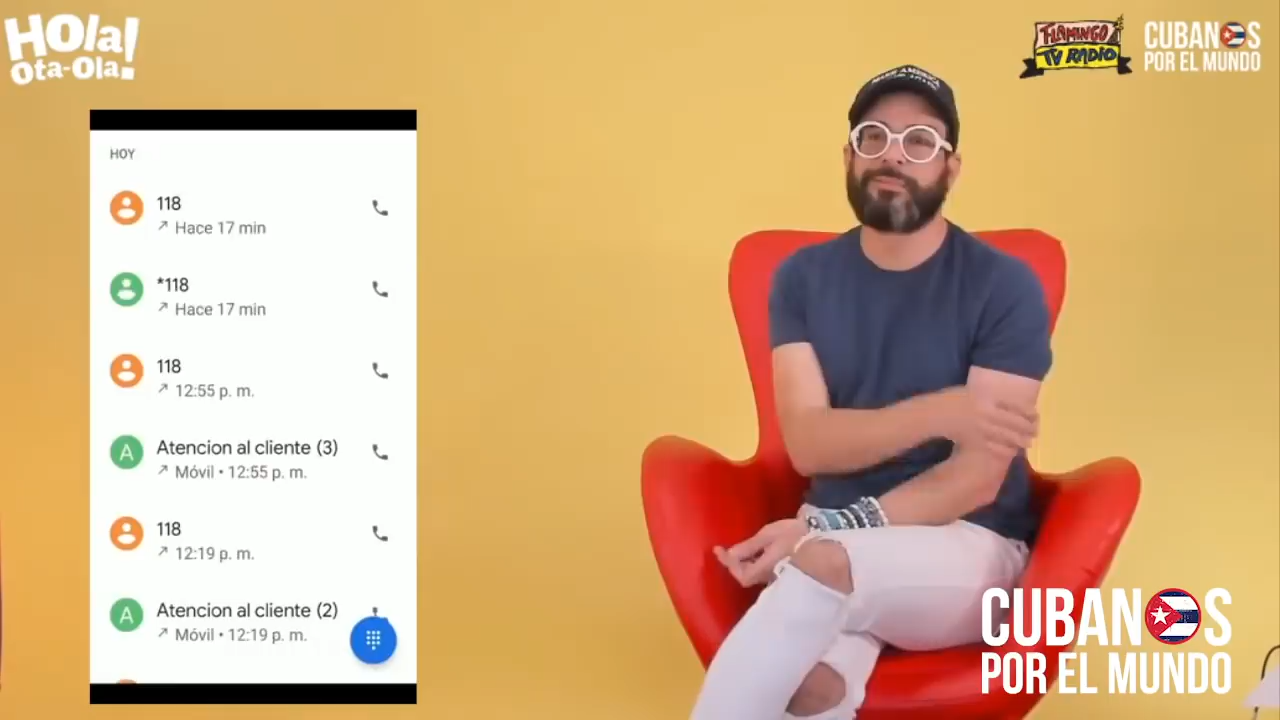 HOla!
Ota-Ola!
FLAMINGO
TV RADIO
CUBANOS
POR EL MUNDO
HOY
118
Hace 17 min
*118
Hace 17 min
118
12:55 p. m.
A
Atencion al cliente (3)
Móvil • 12:55 p. m.
118
12:19 p. m.
A
Atencion al cliente (2)
Móvil • 12:19 p. m.
CUBANOS
POR EL MUNDO